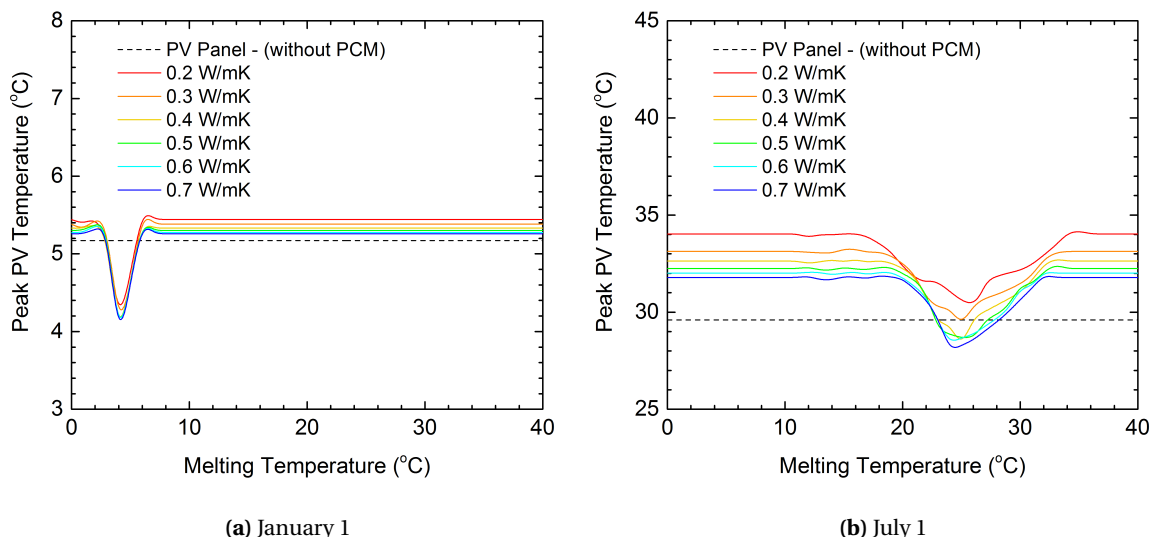 8
7
6
5
4
3
Peak PV Temperature (°C)
PV Panel - (without PCM)
0.2 W/mK
0.3 W/mK
0.4 W/mK
0.5 W/mK
0.6 W/mK
0.7 W/mK
0 10 20 30 40
Melting Temperature (°C)
(a) January 1
45
40
35
30
25
Peak PV Temperature (°C)
PV Panel - (without PCM)
0.2 W/mK
0.3 W/mK
0.4 W/mK
0.5 W/mK
0.6 W/mK
0.7 W/mK
0 10 20 30 40
Melting Temperature (°C)
(b) July 1